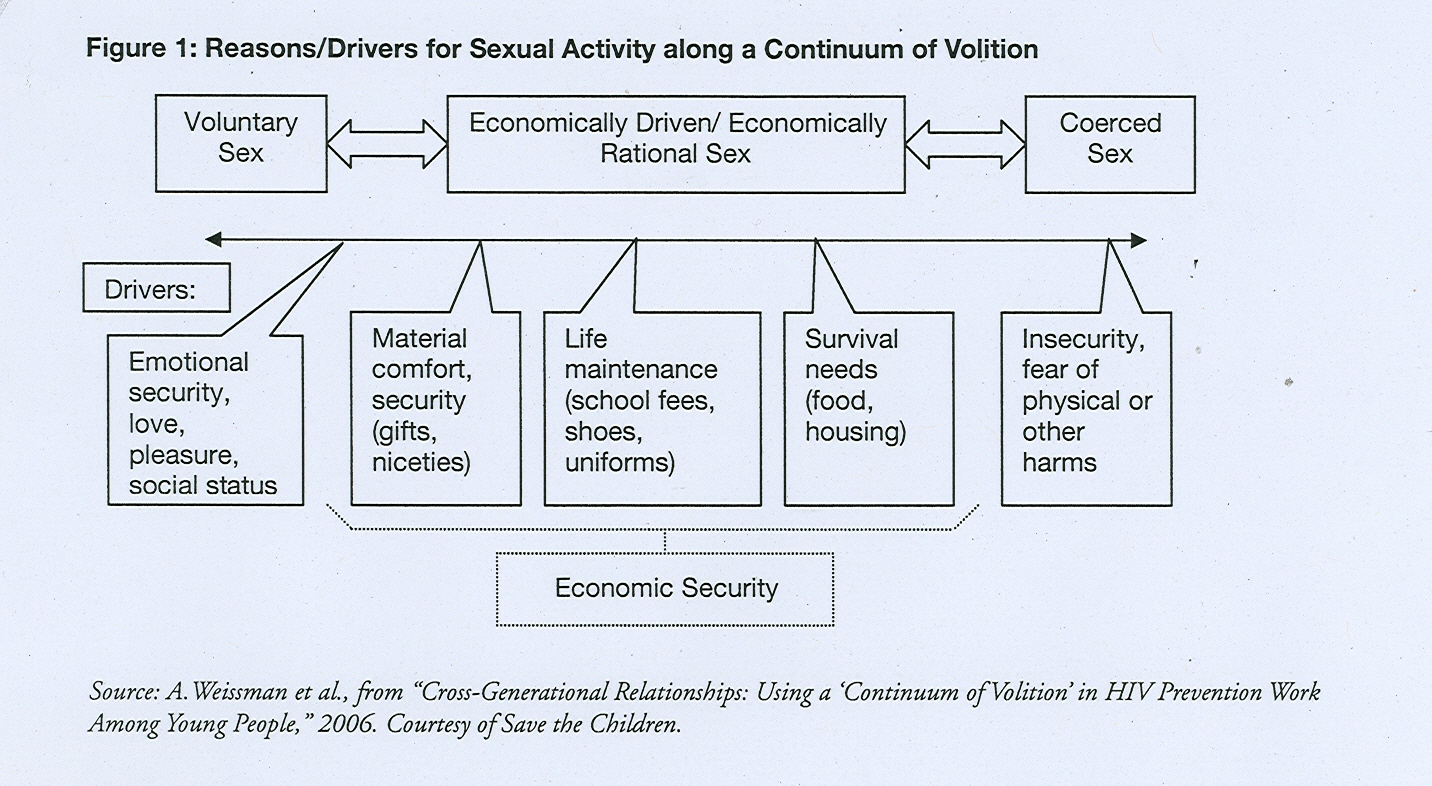 Figure 1: Reasons/Drivers for Sexual Activity along a Continuum of Volition
Voluntary
Sex
Economically Driven/ Economically
Rational Sex
Coerced
Sex
Drivers:
Emotional
security,
love,
pleasure,
social status
Material
comfort,
security
(gifts,
niceties)
Life
maintenance
(school fees,
shoes,
uniforms)
Survival
needs
(food,
housing)
Insecurity,
fear of
physical or
other
harms
Economic Security
Source: A. Weissman et al., from “Cross-Generational Relationships: Using a ‘Continuum of Volition’ in HIV Prevention Work
Among Young People,” 2006. Courtesy of Save the Children.